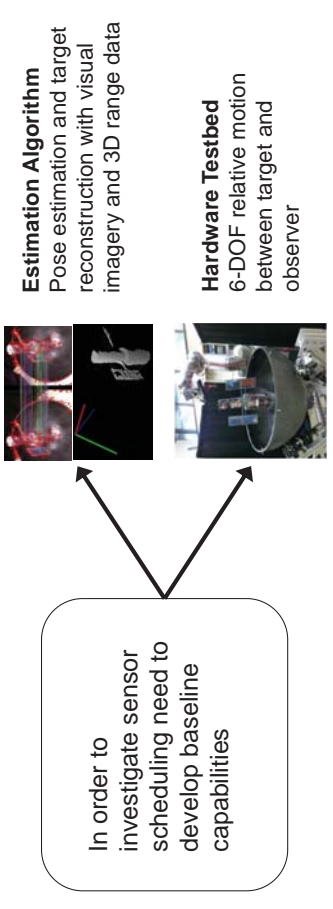 In order to
investigate sensor
scheduling need to
develop baseline
capabilities
Estimation Algorithm
Pose estimation and target
reconstruction with visual
imagery and 3D range data
Hardware Testbed
6-DOF relative motion
between target and
observer